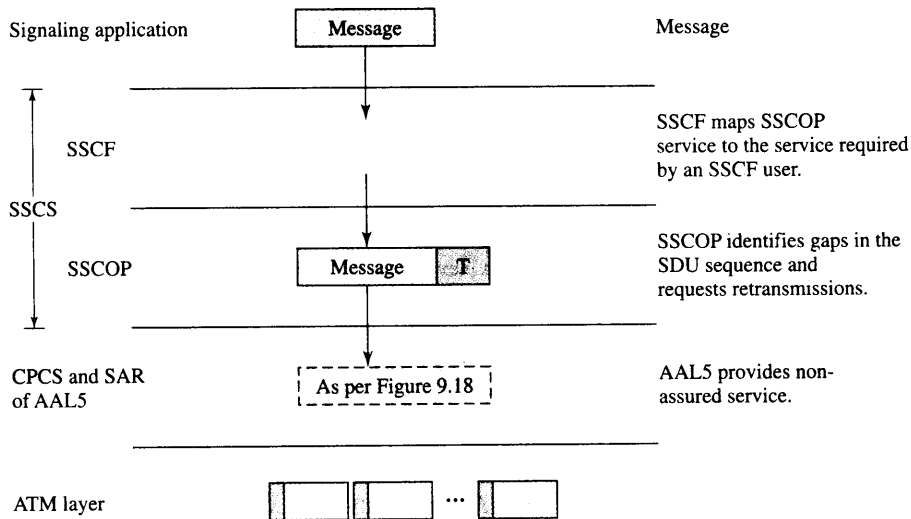 Signaling application
Message
Message
SSCS
SSCF
SSCF maps SSCOP
service to the service required
by an SSCF user.
SSCOP
Message T
SSCOP identifies gaps in the
SDU sequence and
requests retransmissions.
CPCS and SAR
of AAL5
As per Figure 9.18
AAL5 provides non-
assured service.
ATM layer
...